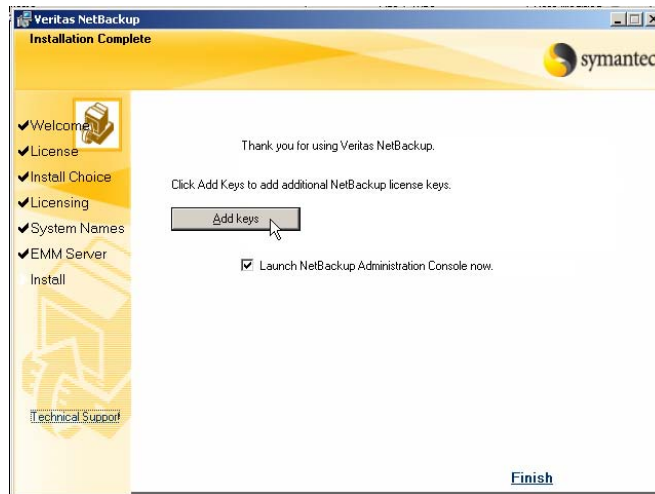 Veritas NetBackup
Installation Complete
symantec
Welcome
License
Install Choice
Licensing
System Names
EMM Server
Install
Technical Support
Thank you for using Veritas NetBackup.
Click Add Keys to add additional NetBackup license keys.
Add keys
Launch NetBackup Administration Console now.
Finish